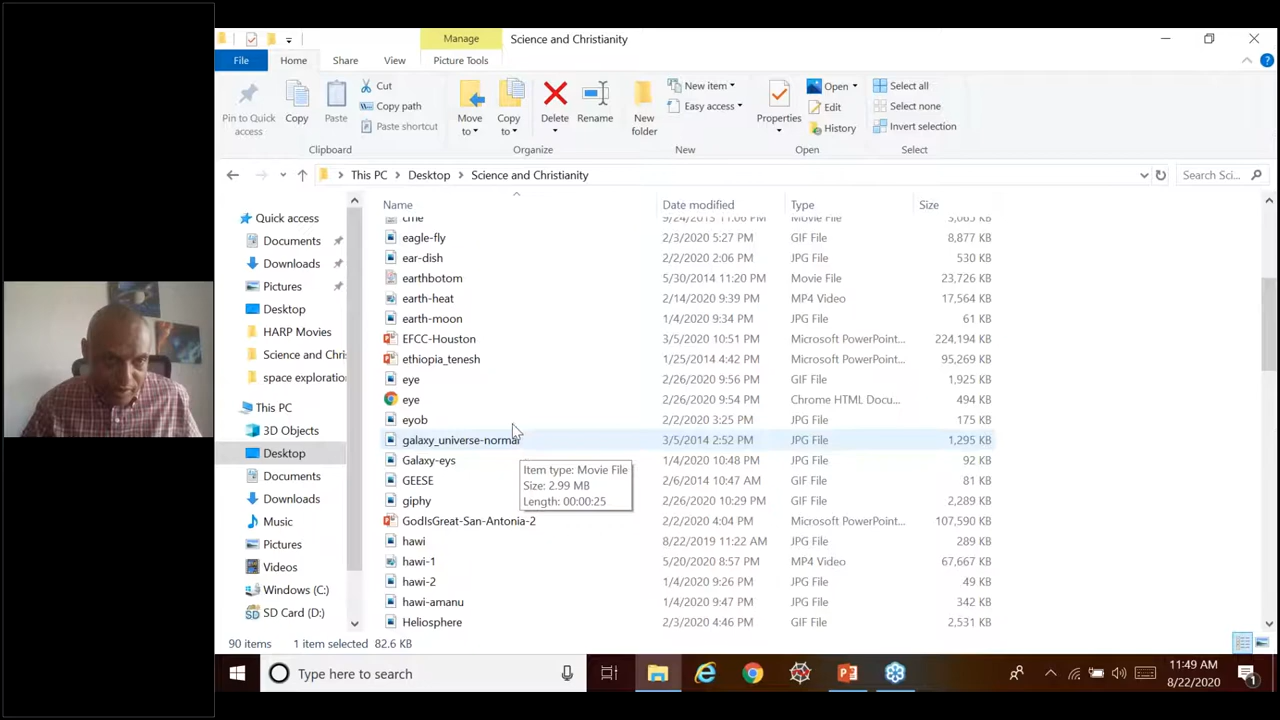 Manage
Science and Christianity
File
Home
Share
View
Picture Tools
Pin to Quick access
Copy
Paste
Cut
Copy path
Paste shortcut
Clipboard
Move to
Copy to
Delete
Rename
Organize
New folder
New item
Easy access
New
Properties
Open
Edit
History
Open
Select all
Select none
Invert selection
Select
This PC > Desktop > Science and Christianity
Search Sci...
Quick access
Documents
Downloads
Pictures
Desktop
HARP Movies
Science and Chris
space exploratio
This PC
3D Objects
Desktop
Documents
Downloads
Music
Pictures
Videos
Windows (C:)
SD Card (D:)
Name Date modified Type Size
cme 9/24/2013 11:06 PM Movie File 3,065 KB
eagle-fly 2/3/2020 5:27 PM GIF File 8,877 KB
ear-dish 2/2/2020 2:06 PM JPG File 530 KB
earthbotom 5/30/2014 11:20 PM Movie File 23,726 KB
earth-heat 2/14/2020 9:39 PM MP4 Video 17,564 KB
earth-moon 1/4/2020 9:34 PM JPG File 61 KB
EFCC-Houston 3/5/2020 10:51 PM Microsoft PowerPoint... 224,194 KB
ethiopia_tenesh 1/25/2014 4:42 PM Microsoft PowerPoint... 95,269 KB
eye 2/26/2020 9:56 PM GIF File 1,925 KB
eye 2/26/2020 9:54 PM Chrome HTML Docu... 494 KB
eyob 2/2/2020 3:25 PM JPG File 175 KB
galaxy_universe-normal 3/5/2014 2:52 PM JPG File 1,295 KB
Galaxy-eys 1/4/2020 10:48 PM JPG File 92 KB
GEESE 2/6/2014 10:47 AM JPG File 81 KB
giphy 2/26/2020 10:29 PM GIF File 2,289 KB
GodIsGreat-San-Antonia-2 2/2/2020 4:04 PM Microsoft PowerPoint... 107,590 KB
hawi 8/22/2019 11:22 AM JPG File 289 KB
hawi-1 5/20/2020 8:57 PM MP4 Video 67,667 KB
hawi-2 1/4/2020 9:26 PM JPG File 49 KB
hawi-amanu 1/4/2020 9:47 PM JPG File 342 KB
Heliosphere 2/3/2020 4:46 PM GIF File 2,531 KB
Item type: Movie File
Size: 2.99 MB
Length: 00:00:25
90 items 1 item selected 82.6 KB
Type here to search
11:49 AM
8/22/2020
1